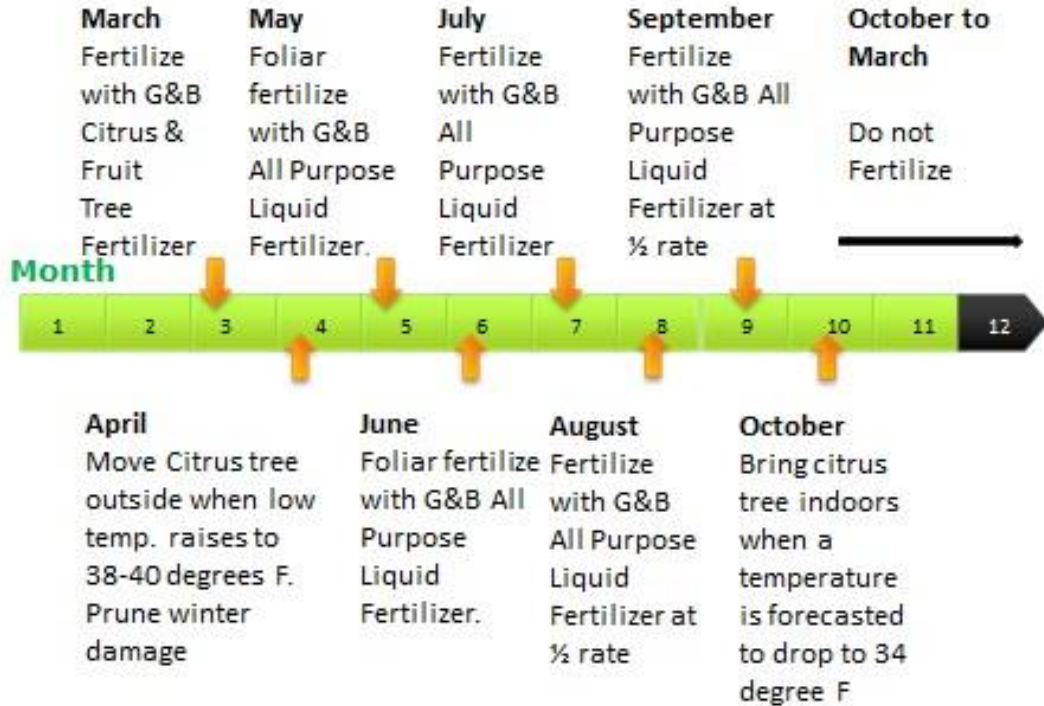 March
Fertilize
with G&B
Citrus &
Fruit
Tree
Fertilizer
May
Foliar
fertilize
with G&B
All Purpose
Liquid
Fertilizer.
July
Fertilize
with G&B
All
Purpose
Liquid
Fertilizer
September
Fertilize
with G&B All
Purpose
Liquid
Fertilizer at
½ rate
October to
March
Do not
Fertilize
Month
1 2 3 4 5 6 7 8 9 10 11 12
April
Move Citrus tree
outside when low
temp. raises to
38-40 degrees F.
Prune winter
damage
June
Foliar fertilize
with G&B All
Purpose
Liquid
Fertilizer.
August
Fertilize
with G&B
All Purpose
Liquid
Fertilizer at
½ rate
October
Bring citrus
tree indoors
when a
temperature
is forecasted
to drop to 34
degree F